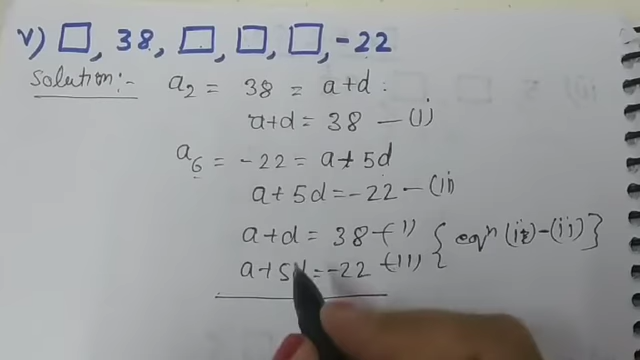 v) □, 38, □, □, □, -22
Solution:-
a₂ = 38 = a+d :
a+d = 38 —(i)
a₆ = -22 = a+5d
a+5d = -22 —(ii)
a+d = 38 —(i) { eqⁿ (i) - (ii) }
a+5d = -22 —(ii)